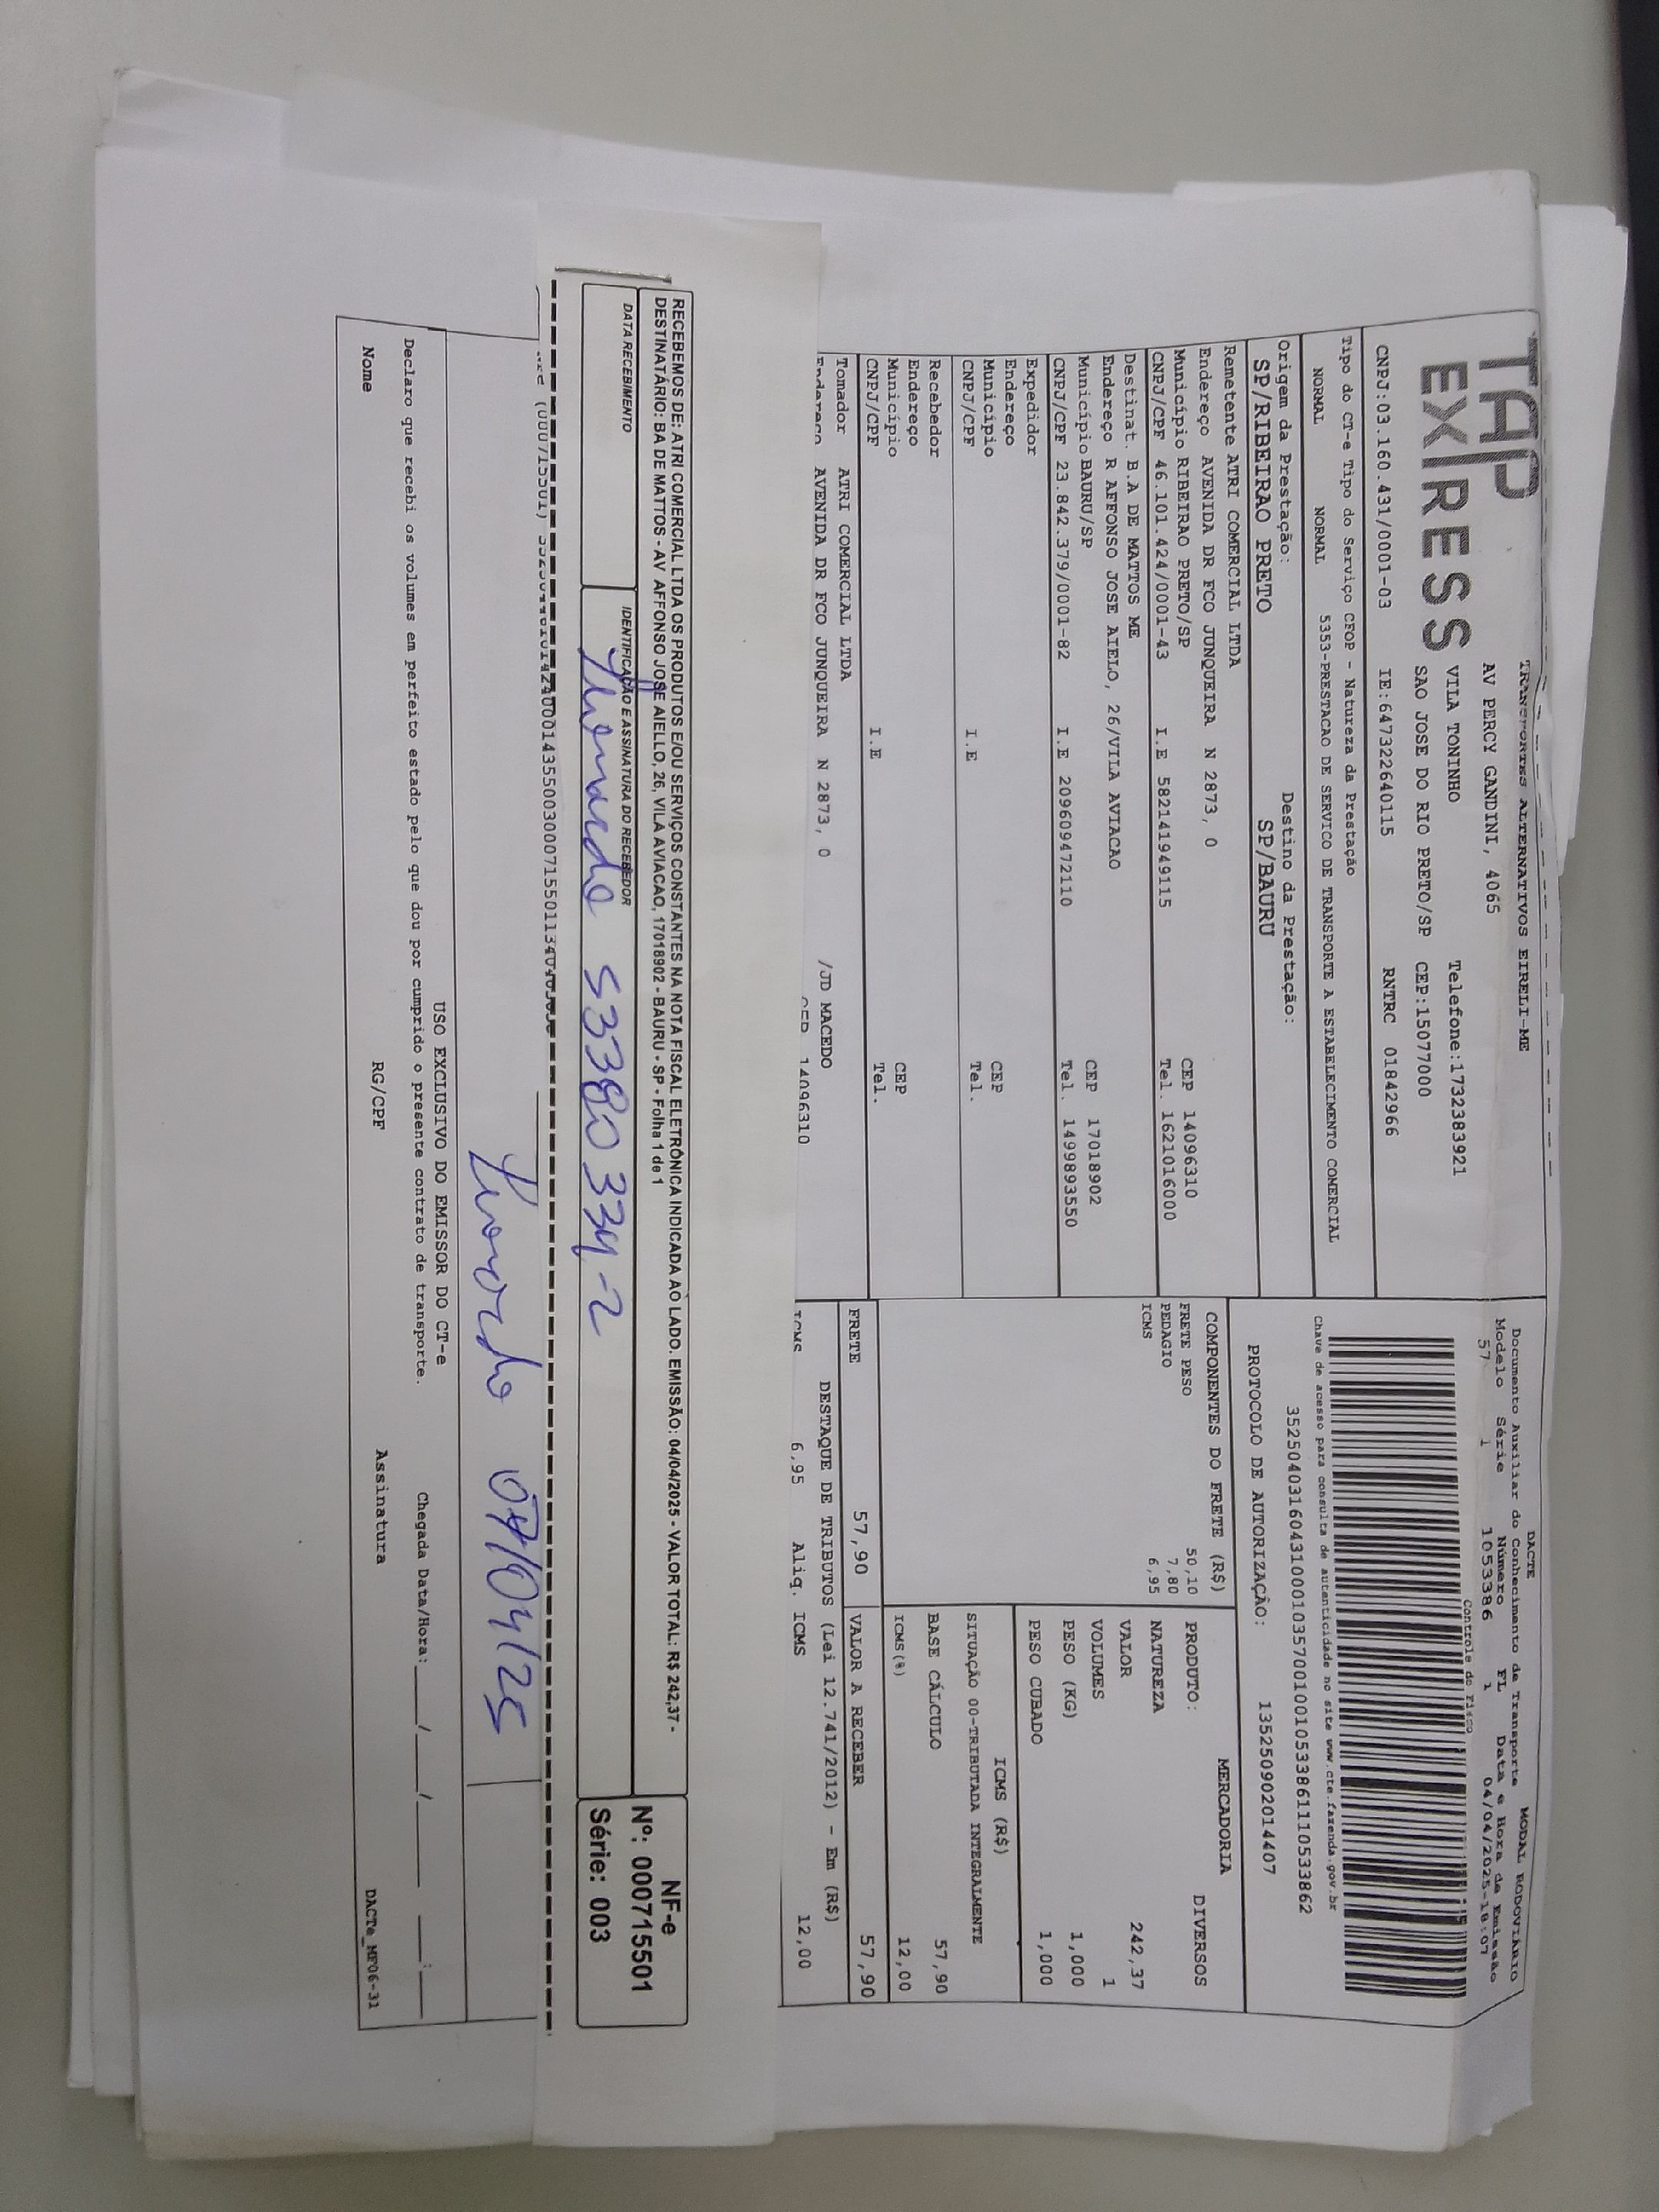 TAP
EXPRESS
TRANSPORTES ALTERNATIVOS EIRELI-ME
AV PERCY GANDINI, 4065
VILA TONINHO Telefone:1732383921
SAO JOSE DO RIO PRETO/SP CEP:15077000
CNPJ:03.160.431/0001-03 IE:647322640115 RNTRC 01842966
DACTE MODAL RODOVIÁRIO
Documento Auxiliar do Conhecimento de Transporte
Modelo Série Número FL Data e Hora de Emissão
57 1 1053386 1 04/04/2025-18:07
Controle do Fisco
Chave de acesso para consulta de autenticidade no site www.cte.fazenda.gov.br
35250403160431000103570010010533861110533862
PROTOCOLO DE AUTORIZAÇÃO: 135250902014407
Tipo do CT-e Tipo do Serviço CFOP - Natureza da Prestação
NORMAL NORMAL 5353-PRESTACAO DE SERVICO DE TRANSPORTE A ESTABELECIMENTO COMERCIAL
Origem da Prestação: Destino da Prestação:
SP/RIBEIRAO PRETO SP/BAURU
Remetente ATRI COMERCIAL LTDA
Endereço AVENIDA DR FCO JUNQUEIRA N 2873, 0
Município RIBEIRAO PRETO/SP CEP 14096310
CNPJ/CPF 46.101.424/0001-43 I.E 582141949115 Tel. 1621016000
Destinat. B.A DE MATTOS ME
Endereço R AFFONSO JOSE AIELO, 26/VILA AVIACAO
Município BAURU/SP CEP 17018902
CNPJ/CPF 23.842.379/0001-82 I.E 209609472110 Tel. 1499893550
Expedidor
Endereço
Município CEP
CNPJ/CPF I.E Tel.
Recebedor
Endereço
Município CEP
CNPJ/CPF I.E Tel.
Tomador ATRI COMERCIAL LTDA
Endereço AVENIDA DR FCO JUNQUEIRA N 2873, 0 /JD MACEDO
CEP 14096310
COMPONENTES DO FRETE (R$)
FRETE PESO 50,10
PEDAGIO 7,80
ICMS 6,95
MERCADORIA
PRODUTO: DIVERSOS
NATUREZA
VALOR 242,37
VOLUMES 1
PESO (KG) 1,000
PESO CUBADO 1,000
ICMS (R$)
SITUAÇÃO 00-TRIBUTADA INTEGRALMENTE
BASE CÁLCULO 57,90
ICMS(%) 12,00
FRETE 57,90 VALOR A RECEBER 57,90
DESTAQUE DE TRIBUTOS (Lei 12.741/2012) - Em (R$)
ICMS 6,95 Aliq. ICMS 12,00
RECEBEMOS DE: ATRI COMERCIAL LTDA OS PRODUTOS E/OU SERVIÇOS CONSTANTES NA NOTA FISCAL ELETRÔNICA INDICADA AO LADO. EMISSÃO: 04/04/2025 - VALOR TOTAL: R$ 242,37 -
DESTINATÁRIO: BA DE MATTOS - AV AFFONSO JOSE AIELLO, 26, VILA AVIACAO, 17018902 - BAURU - SP - Folha 1 de 1
DATA RECEBIMENTO IDENTIFICAÇÃO E ASSINATURA DO RECEBEDOR
NF-e
Nº: 000715501
Série: 003
07/04/25
USO EXCLUSIVO DO EMISSOR DO CT-e
Declaro que recebi os volumes em perfeito estado pelo que dou por cumprido o presente contrato de transporte. Chegada Data/Hora:____/____/______ ___:___
Nome RG/CPF Assinatura DACTe_MF06-31